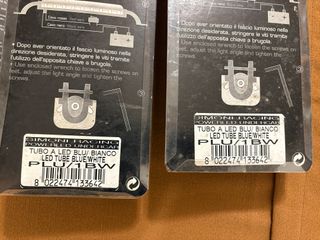 • Dopo aver orientato il fascio luminoso nella
direzione desiderata, stringere le viti tramite
l'utilizzo dell'apposita chiave a brugola.
• Use enclosed wrench to loosen the screws on
feet, adjust the light angle and tighten the
SIMONI RACING
POWERED UNDERCAR
TUBO A LED BLU/ BIANCO
LED TUBE BLUE/WHITE
PLU/1BW
8 022474 133642
• Dopo aver orientato il fascio luminoso nella
direzione desiderata, stringere le viti tramite
l'utilizzo dell'apposita chiave a brugola.
• Use enclosed wrench to loosen the screws on
feet, adjust the light angle and tighten the
SIMONI RACING
POWERED UNDERCAR
TUBO A LED BLU/ BIANCO
LED TUBE BLUE/WHITE
PLU/1BW
8 022474 133642